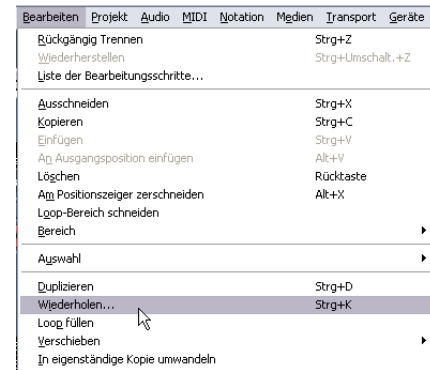 Bearbeiten Projekt Audio MIDI Notation Medien Transport Geräte
Rückgängig Trennen Strg+Z
Wiederherstellen Strg+Umschalt.+Z
Liste der Bearbeitungsschritte...
Ausschneiden Strg+X
Kopieren Strg+C
Einfügen Strg+V
An Ausgangsposition einfügen Alt+V
Löschen Rücktaste
Am Positionszeiger zerschneiden Alt+X
Loop-Bereich schneiden
Bereich
Auswahl
Duplizieren Strg+D
Wiederholen... Strg+K
Loop füllen
Verschieben
In eigenständige Kopie umwandeln